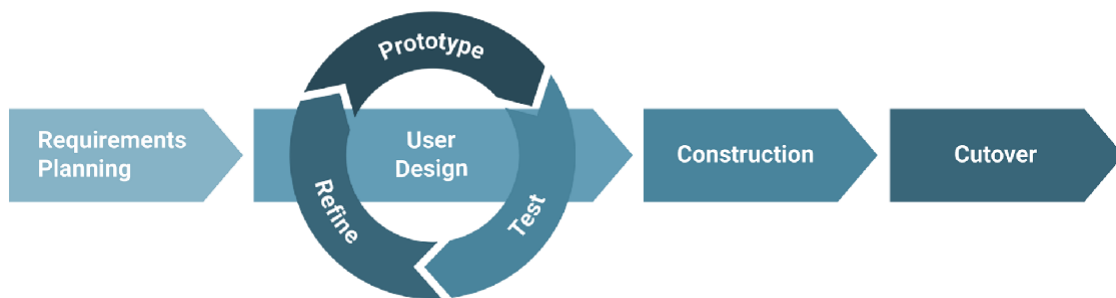 Prototype
Requirements
Planning
User
Design
Construction
Cutover
Refine
Test